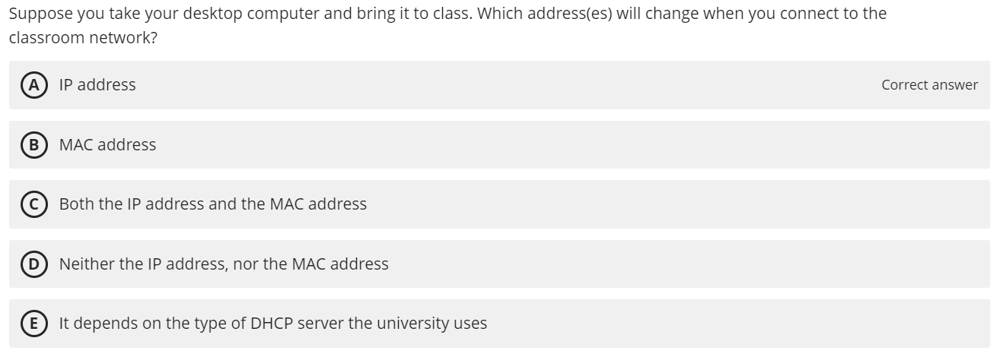 Suppose you take your desktop computer and bring it to class. Which address(es) will change when you connect to the
classroom network?
A IP address Correct answer
B MAC address
C Both the IP address and the MAC address
D Neither the IP address, nor the MAC address
E It depends on the type of DHCP server the university uses